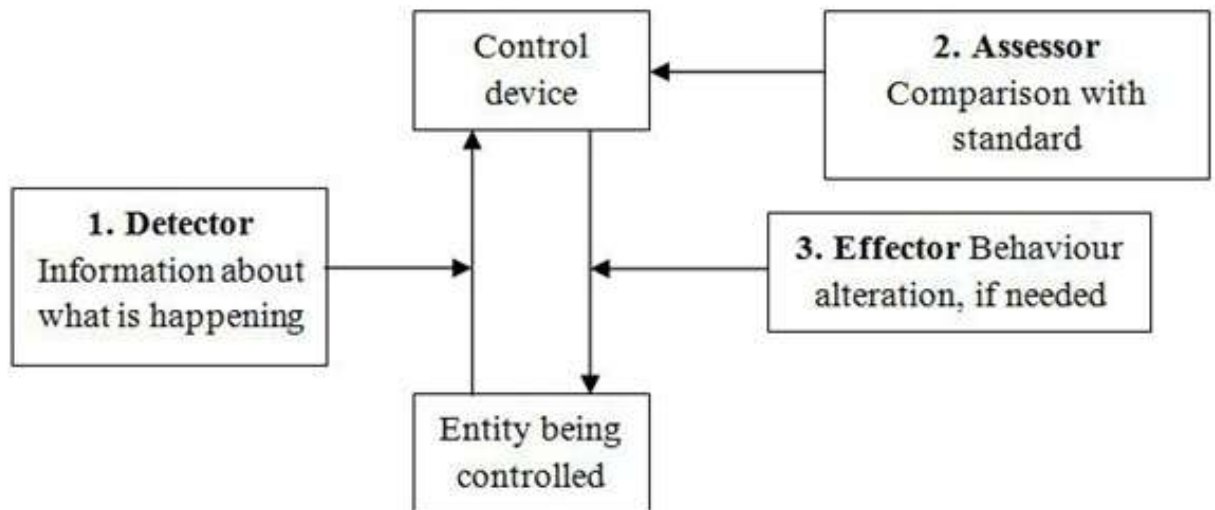 Control
device
2. Assessor
Comparison with
standard
1. Detector
Information about
what is happening
3. Effector Behaviour
alteration, if needed
Entity being
controlled